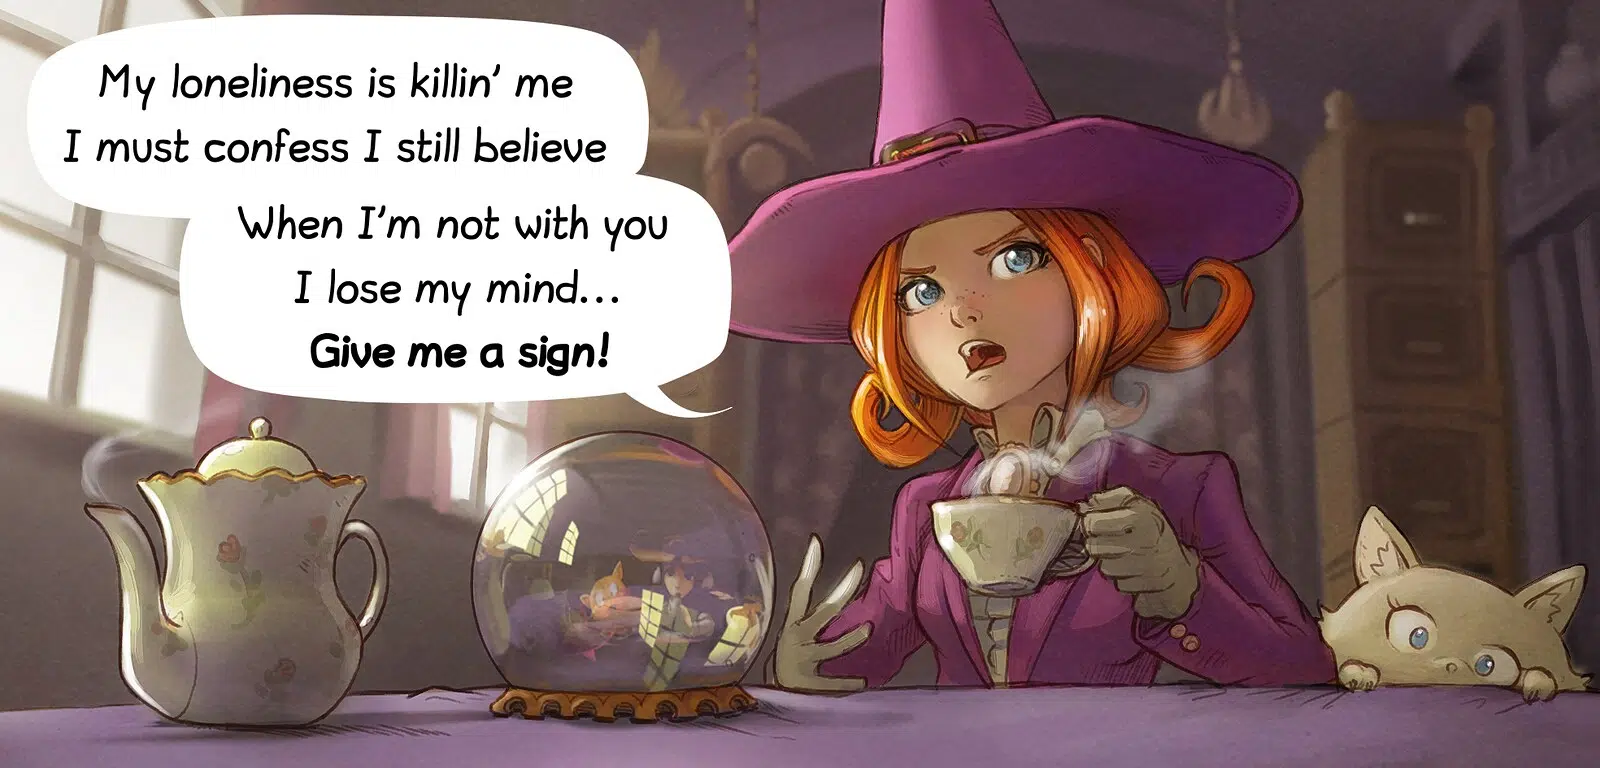 My loneliness is killin’ me
I must confess I still believe
When I’m not with you
I lose my mind...
Give me a sign!